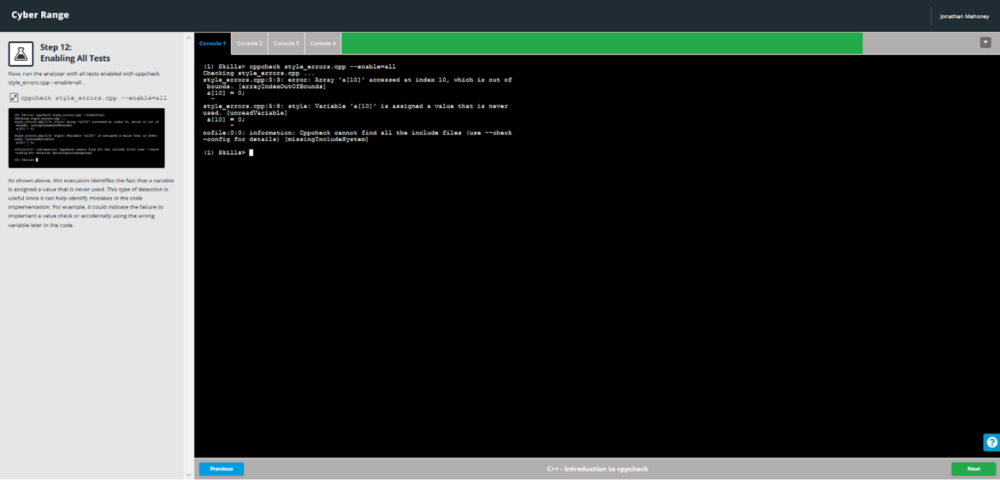 Cyber Range
Jonathan Mahoney
Step 12:
Enabling All Tests
Now, run the analyzer with all tests enabled with cppcheck
style_errors.cpp --enable=all .
cppcheck style_errors.cpp --enable=all
(1) Skills> cppcheck style_errors.cpp --enable=all
Checking style_errors.cpp ...
style_errors.cpp:5:3: error: Array 'a[10]' accessed at index 10, which is out of
bounds. [arrayIndexOutOfBounds]
a[10] = 0;
^
style_errors.cpp:5:8: style: Variable 'a[10]' is assigned a value that is never
used. [unreadVariable]
a[10] = 0;
^
nofile:0:0: information: Cppcheck cannot find all the include files (use --check
-config for details) [missingIncludeSystem]
(1) Skills>
As shown above, this execution identifies the fact that a variable
is assigned a value that is never used. This type of detection is
useful since it can help identify mistakes in the code
implementation. For example, it could indicate the failure to
implement a value check or accidentally using the wrong
variable later in the code.
Console 1 Console 2 Console 3 Console 4
(1) Skills> cppcheck style_errors.cpp --enable=all
Checking style_errors.cpp ...
style_errors.cpp:5:3: error: Array 'a[10]' accessed at index 10, which is out of
bounds. [arrayIndexOutOfBounds]
a[10] = 0;
^
style_errors.cpp:5:8: style: Variable 'a[10]' is assigned a value that is never
used. [unreadVariable]
a[10] = 0;
^
nofile:0:0: information: Cppcheck cannot find all the include files (use --check
-config for details) [missingIncludeSystem]
(1) Skills>
?
Previous C++ - Introduction to cppcheck Next